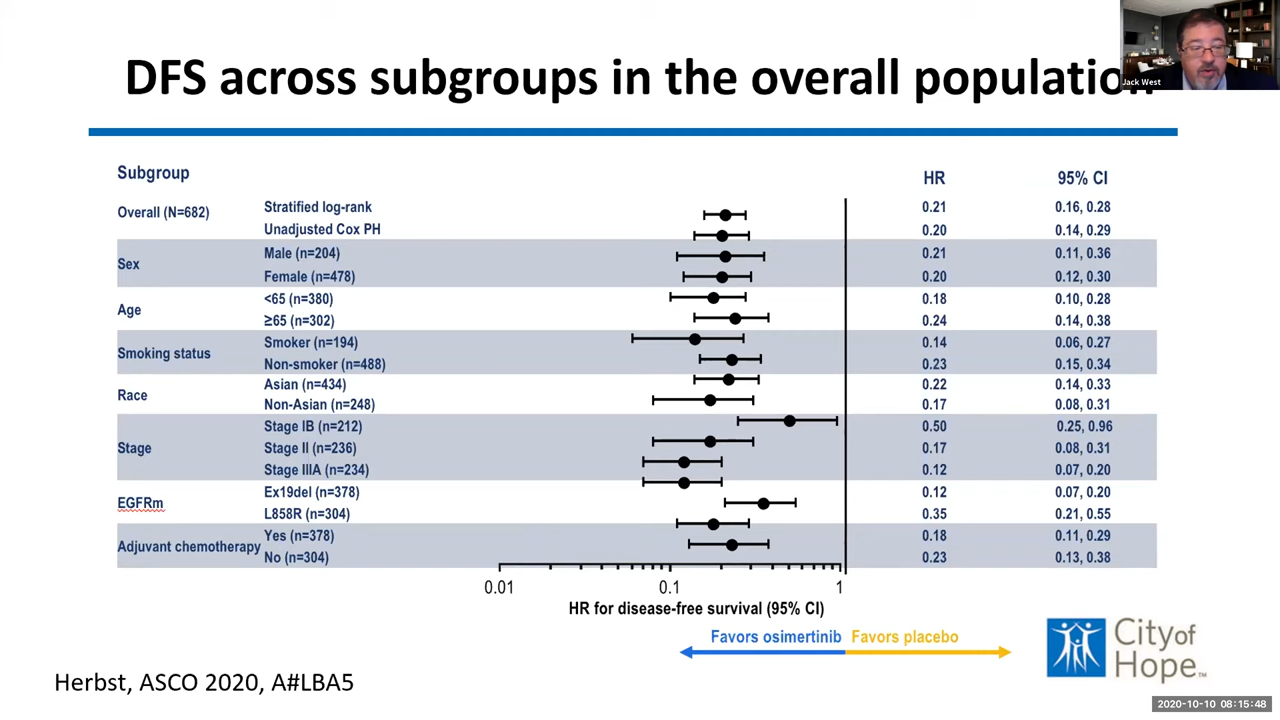 DFS across subgroups in the overall population
Jack West
Subgroup HR 95% CI
Overall (N=682) Stratified log-rank 0.21 0.16, 0.28
Unadjusted Cox PH 0.20 0.14, 0.29
Sex Male (n=204) 0.21 0.11, 0.36
Female (n=478) 0.20 0.12, 0.30
Age <65 (n=380) 0.18 0.10, 0.28
≥65 (n=302) 0.24 0.14, 0.38
Smoking status Smoker (n=194) 0.14 0.06, 0.27
Non-smoker (n=488) 0.23 0.15, 0.34
Race Asian (n=434) 0.22 0.14, 0.33
Non-Asian (n=248) 0.17 0.08, 0.31
Stage Stage IB (n=212) 0.50 0.25, 0.96
Stage II (n=236) 0.17 0.08, 0.31
Stage IIIA (n=234) 0.12 0.07, 0.20
EGFRm Ex19del (n=378) 0.12 0.07, 0.20
L858R (n=304) 0.35 0.21, 0.55
Adjuvant chemotherapy Yes (n=378) 0.18 0.11, 0.29
No (n=304) 0.23 0.13, 0.38
0.01 0.1 1
HR for disease-free survival (95% CI)
Favors osimertinib Favors placebo
City of
Hope™
Herbst, ASCO 2020, A#LBA5
2020-10-10 08:15:48